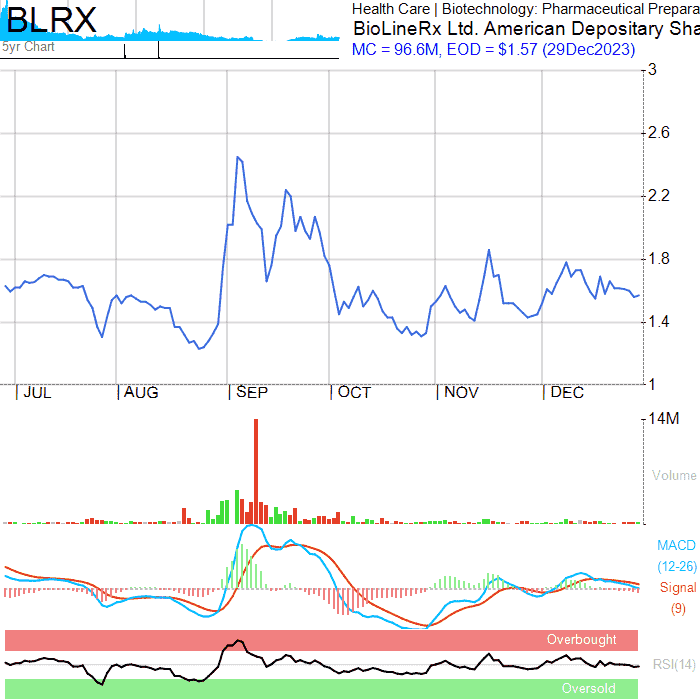 BLRX
5yr Chart
Health Care | Biotechnology: Pharmaceutical Prepara
BioLineRx Ltd. American Depositary Sha
MC = 96.6M, EOD = $1.57 (29Dec2023)
3
2.6
2.2
1.8
1.4
1
JUL AUG SEP OCT NOV DEC
14M
Volume
MACD
(12-26)
Signal
(9)
Overbought
RSI(14)
Oversold